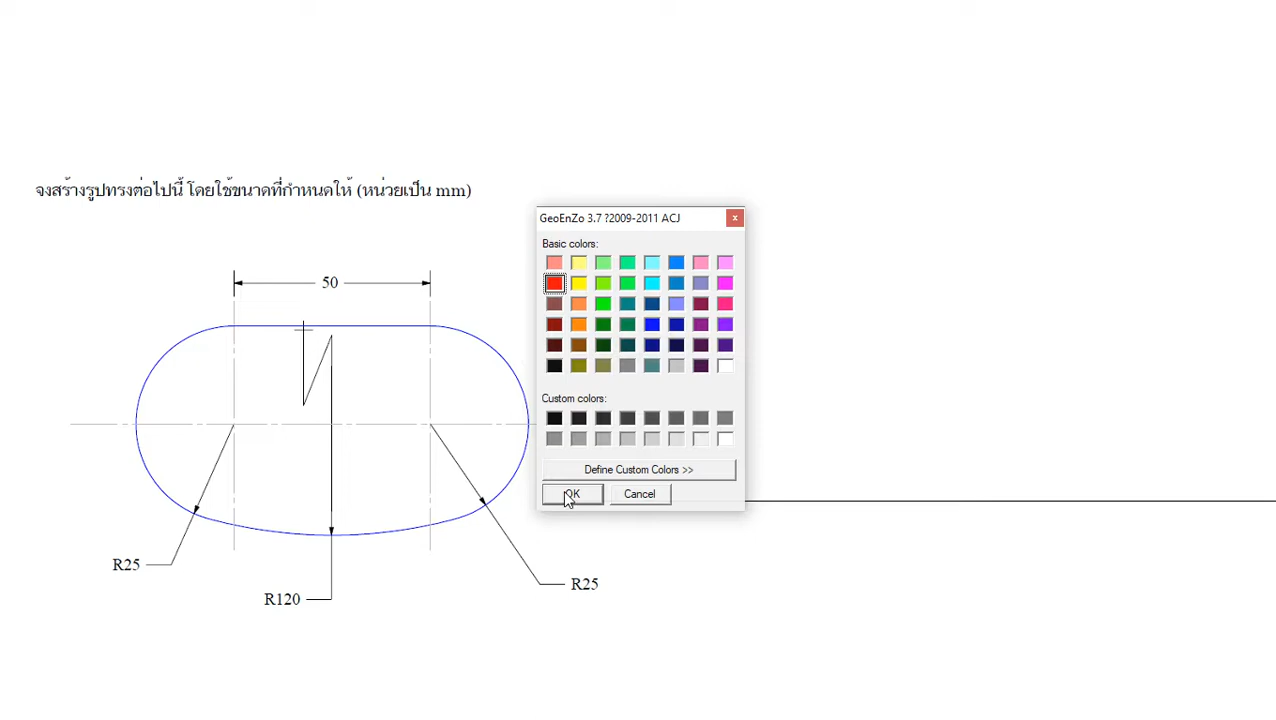 จงสร้างรูปทรงต่อไปนี้ โดยใช้ขนาดที่กำหนดให้ (หน่วยเป็น mm)
GeoEnZo 3.7 ?2009-2011 ACJ
x
Basic colors:
50
Custom colors:
Define Custom Colors >>
OK
Cancel
R25
R120
R25